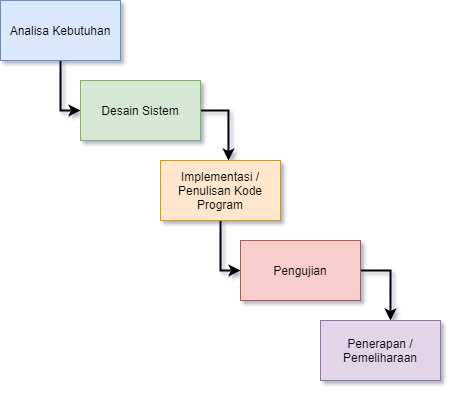 Analisa Kebutuhan
Desain Sistem
Implementasi /
Penulisan Kode
Program
Pengujian
Penerapan /
Pemeliharaan